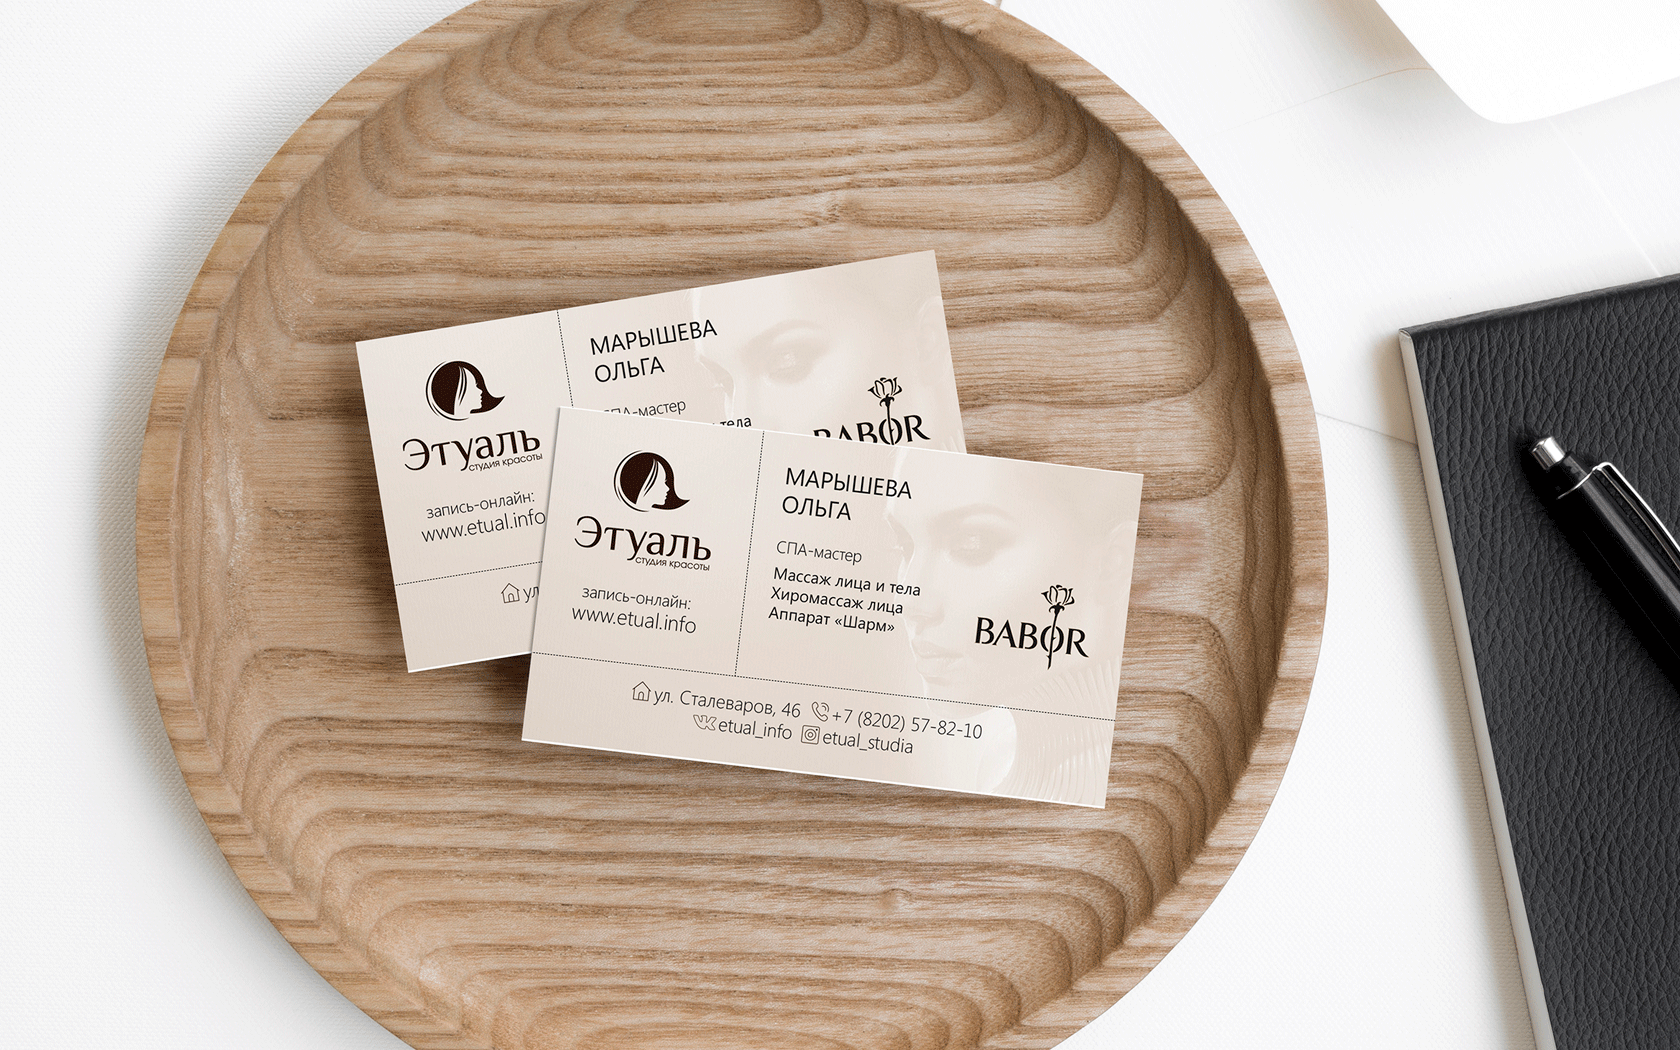 Этуаль
студия красоты
запись-онлайн:
www.etual.info
МАРЫШЕВА
ОЛЬГА
СПА-мастер
тела
BABOR
ул
Этуаль
студия красоты
запись-онлайн:
www.etual.info
МАРЫШЕВА
ОЛЬГА
СПА-мастер
Массаж лица и тела
Хиромассаж лица
Аппарат «Шарм»
BABOR
ул. Сталеваров, 46 +7 (8202) 57-82-10
etual_info etual_studia